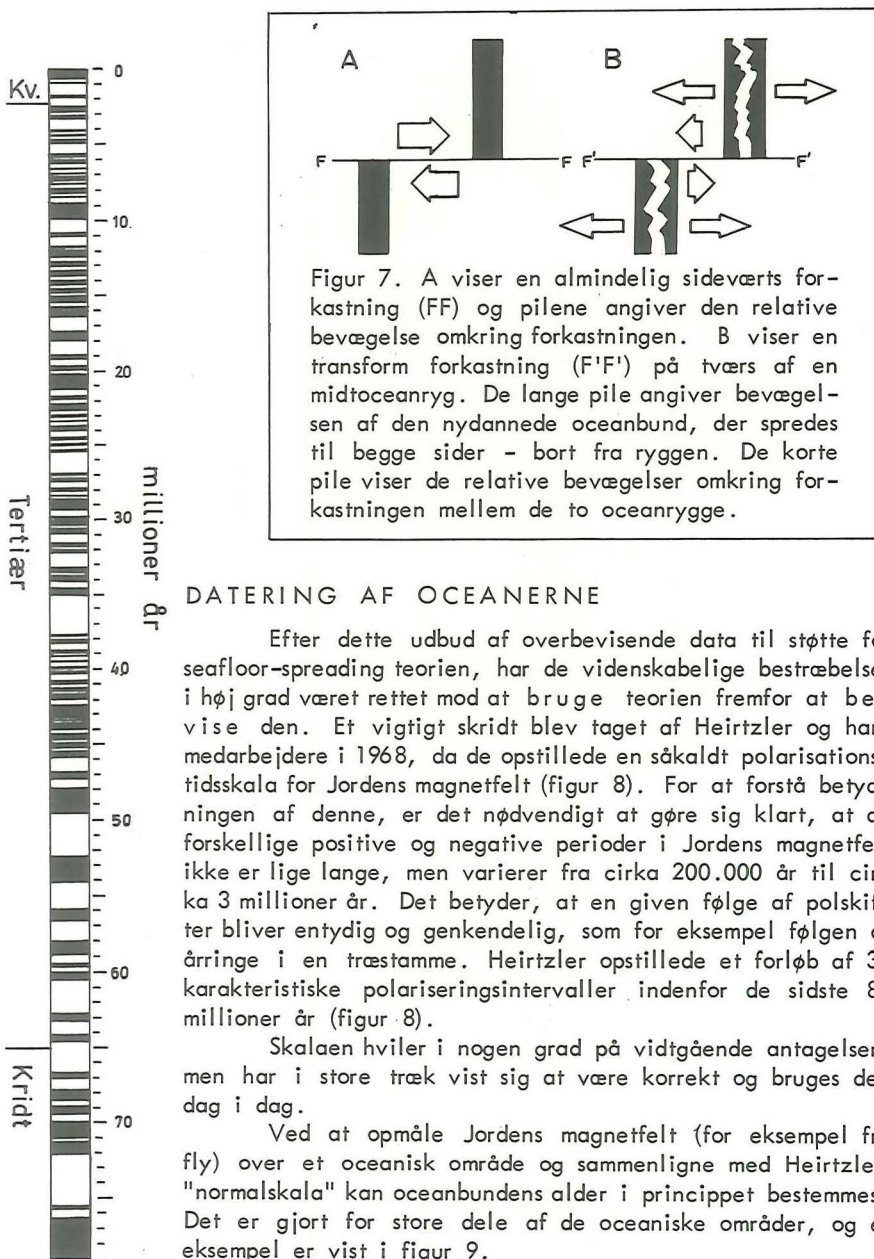 Kv.
0
10
20
30
40
50
60
70
millioner år
Tertiær
Kridt
A
B
F
F
F'
F'
Figur 7. A viser en almindelig sideværts for-
kastning (FF) og pilene angiver den relative
bevægelse omkring forkastningen. B viser en
transform forkastning (F'F') på tværs af en
midtoceanryg. De lange pile angiver bevægel-
sen af den nydannede oceanbund, der spredes
til begge sider - bort fra ryggen. De korte
pile viser de relative bevægelser omkring for-
kastningen mellem de to oceanrygge.
DATERING AF OCEANERNE
Efter dette udbud af overbevisende data til støtte
seafloor-spreading teorien, har de videnskabelige bestræbelse
i høj grad været rettet mod at bruge teorien fremfor at be
vise den. Et vigtigt skridt blev taget af Heirtzler og
medarbejdere i 1968, da de opstillede en såkaldt polarisations
tidsskala for Jordens magnetfelt (figur 8). For at forstå
ningen af denne, er det nødvendigt at gøre sig klart, at
forskellige positive og negative perioder i Jordens
ikke er lige lange, men varierer fra cirka 200.000 år til cir
ka 3 millioner år. Det betyder, at en given følge af polskif
ter bliver entydig og genkendelig, som for eksempel følgen
årringe i en træstamme. Heirtzler opstillede et forløb af
karakteristiske polariseringsintervaller indenfor de sidste
millioner år (figur 8).
Skalaen hviler i nogen grad på vidtgående antagelser
men har i store træk vist sig at være korrekt og bruges
dag i dag.
Ved at opmåle Jordens magnetfelt (for eksempel
fly) over et oceanisk område og sammenligne med
"normalskala" kan oceanbundens alder i princippet bestemmes
Det er gjort for store dele af de oceaniske områder, og
eksempel er vist i figur 9.